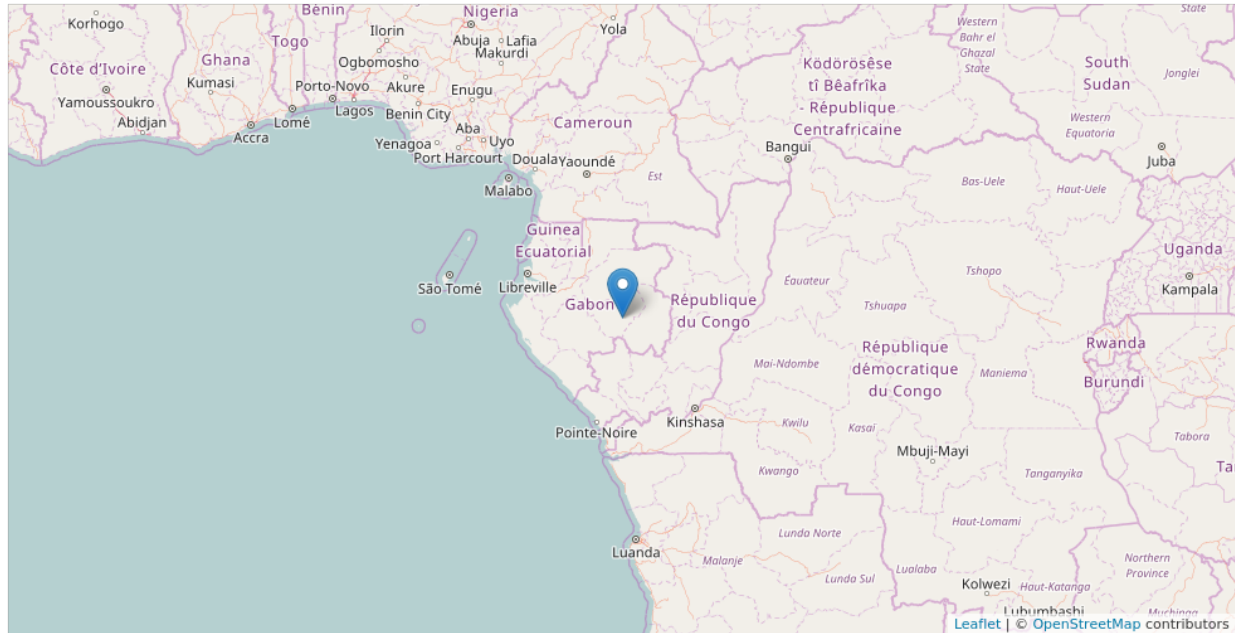 Korhogo
Bénin
Nigeria
State
Togo
Ilorin
Abuja
Lafia
Yola
Western
Bahr el
Ghazal
State
Ghana
Ogbomosho
Makurdi
Ködörösêse
tî Bêafrîka
République
Centrafricaine
South
Sudan
Jonglei
Côte d'Ivoire
Kumasi
Porto-Novo
Akure
Enugu
Yamoussoukro
Lagos
Benin City
Abidjan
Accra
Lomé
Aba
Uyo
Cameroun
Western
Equatoria
Yenagoa
Port Harcourt
Douala
Yaoundé
Bangui
Juba
Malabo
Est
Bas-Uele
Haut-Uele
Guinea
Ecuatorial
Uganda
São Tomé
Libreville
Gabon
République
du Congo
Équateur
Tshopo
Kampala
Tshuapa
Rwanda
République
démocratique
du Congo
Mai-Ndombe
Maniema
Burundi
Pointe-Noire
Kinshasa
Kwilu
Kasai
Tabora
Mbuji-Mayi
Kwango
Tanganyika
Ta
Haut-Lomami
Luanda
Malanje
Lunda Norte
Lunda Sul
Lualaba
Northern
Province
Kolwezi
Haut-Katanga
Lubumbashi
Muchinga
Leaflet | © OpenStreetMap contributors